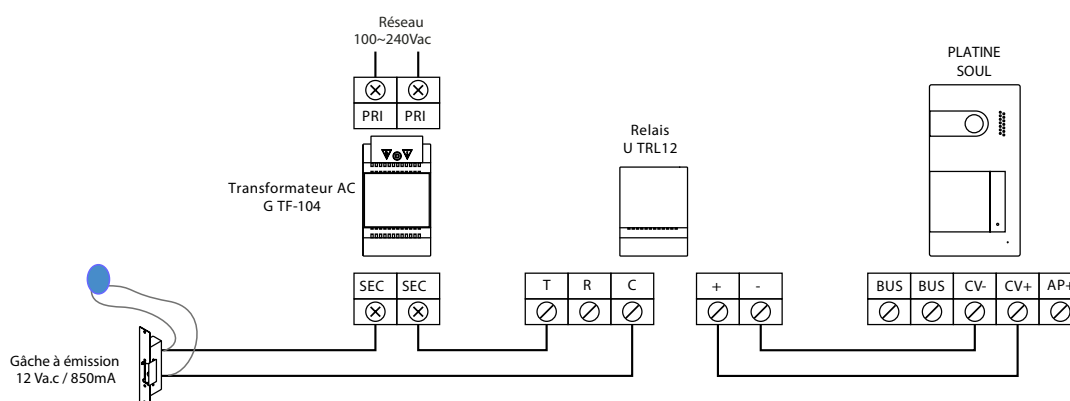 Réseau
100~240Vac
PRI PRI
Transformateur AC
G TF-104
SEC SEC
Relais
U TRL12
T R C
+ -
PLATINE
SOUL
BUS BUS CV- CV+ AP+
Gâche à émission
12 Va.c / 850mA